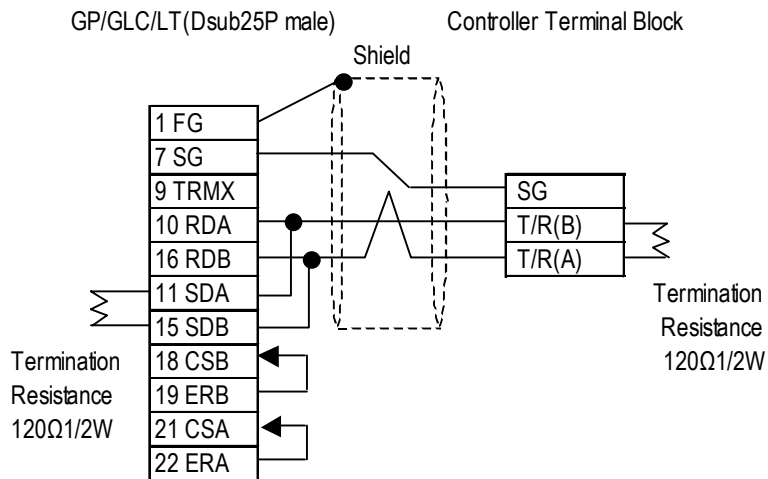 GP/GLC/LT(Dsub25P male)
Controller Terminal Block
Shield
1 FG
7 SG
9 TRMX
10 RDA
16 RDB
11 SDA
15 SDB
18 CSB
19 ERB
21 CSA
22 ERA
SG
T/R(B)
T/R(A)
Termination
Resistance
120Ω1/2W
Termination
Resistance
120Ω1/2W